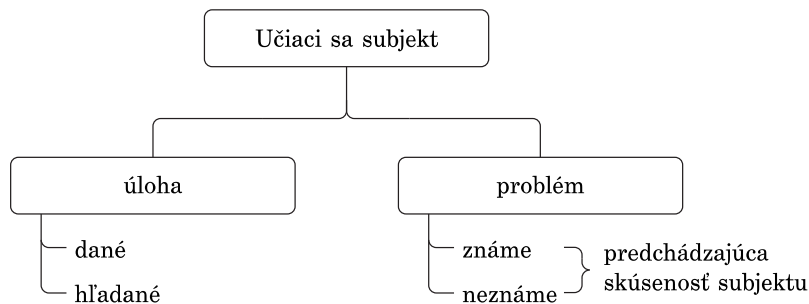 Učiaci sa subjekt
úloha
dané
hľadané
problém
známe
neznáme
predchádzajúca
skúsenosť subjektu